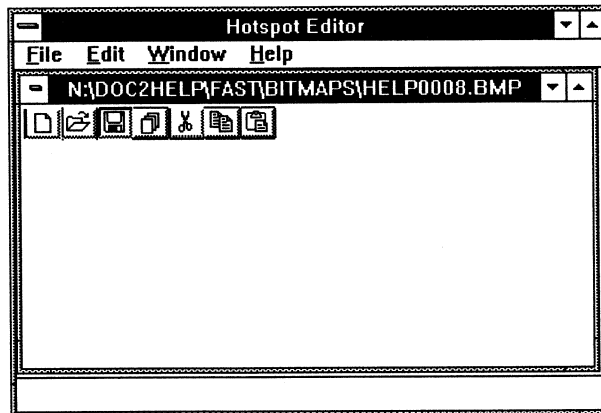 Hotspot Editor
File Edit Window Help
N:\DOC2HELP\FAST\BITMAPS\HELP0008.BMP